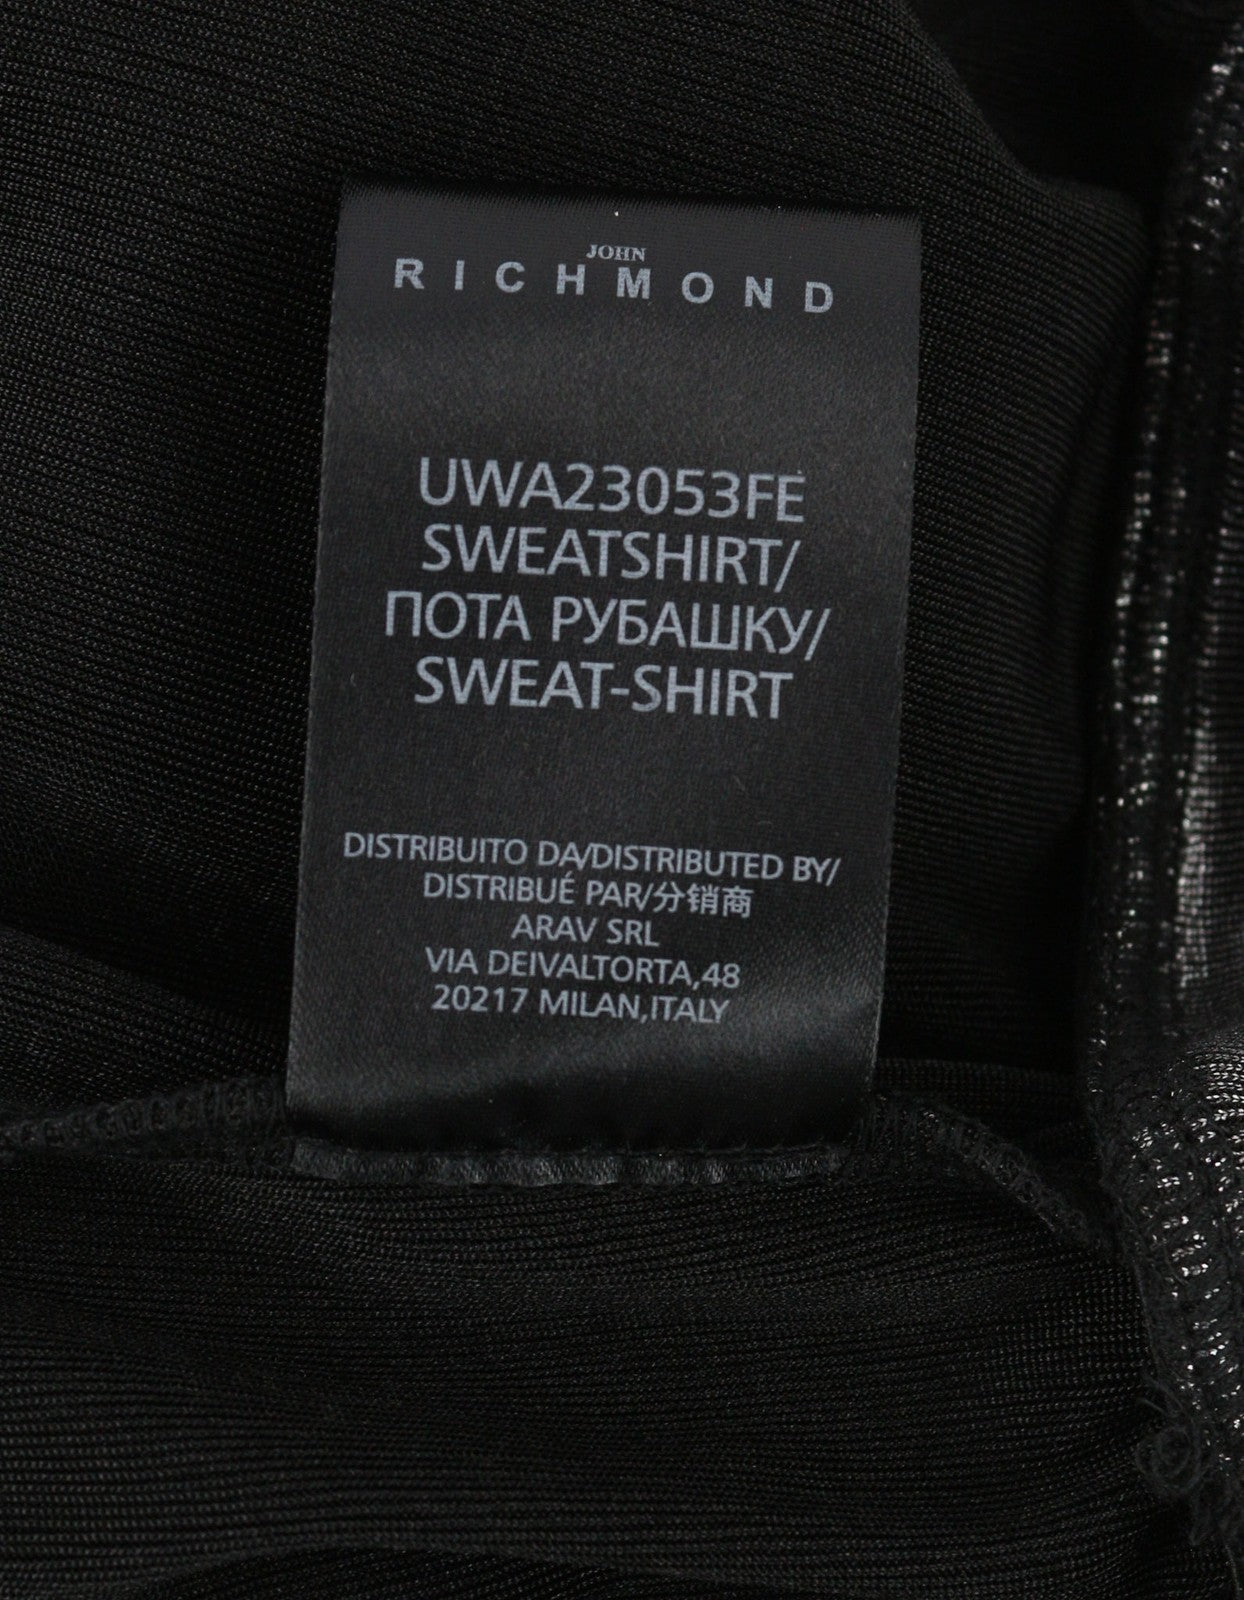 JOHN
RICHMOND
UWA23053FE
SWEATSHIRT/
ПОТА РУБАШКУ/
SWEAT-SHIRT
DISTRIBUITO DA/DISTRIBUTED BY/
DISTRIBUÉ PAR/分销商
ARAV SRL
VIA DEIVALTORTA,48
20217 MILAN,ITALY